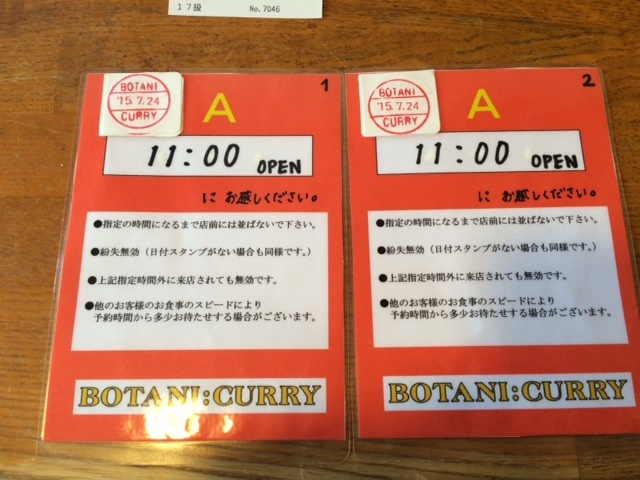 17扱 No.7046
BOTANI
'15.7.24
CURRY
A
1
11:00 OPEN
に お越しください。
●指定の時間になるまで店前には並ばないで下さい。
●紛失無効(日付スタンプがない場合も同様です。)
●上記指定時間外に来店されても無効です。
●他のお客様のお食事のスピードにより
予約時間から多少お待たせする場合がございます。
BOTANI:CURRY
BOTANI
'15.7.24
CURRY
A
2
11:00 OPEN
に お越しください。
●指定の時間になるまで店前には並ばないで下さい。
●紛失無効(日付スタンプがない場合も同様です。)
●上記指定時間外に来店されても無効です。
●他のお客様のお食事のスピードにより
予約時間から多少お待たせする場合がございます。
BOTANI:CURRY